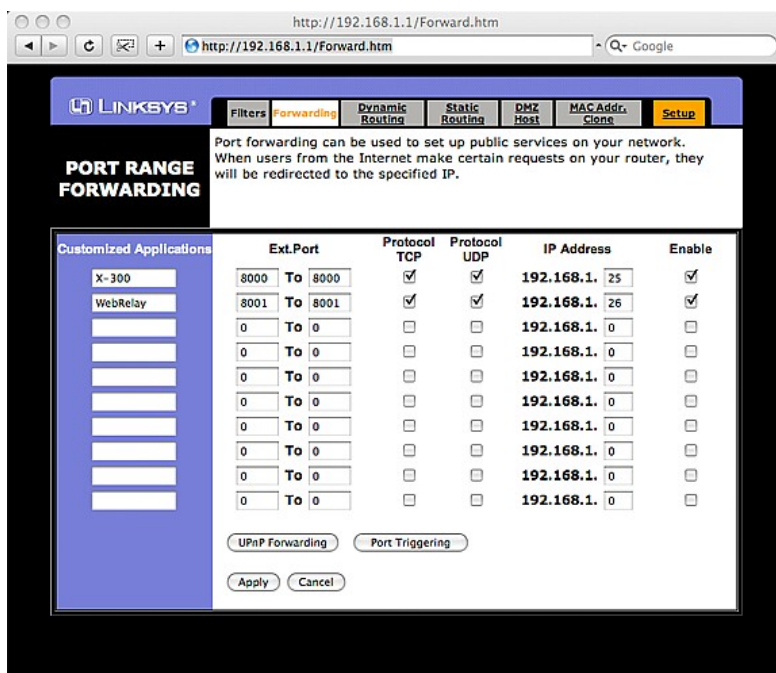 http://192.168.1.1/Forward.htm
http://192.168.1.1/Forward.htm Google
LINKSYS
Filters Forwarding Dynamic Routing Static Routing DMZ Host MAC Addr. Clone Setup
PORT RANGE FORWARDING
Port forwarding can be used to set up public services on your network.
When users from the Internet make certain requests on your router, they
will be redirected to the specified IP.
Customized Applications Ext.Port Protocol TCP Protocol UDP IP Address Enable
X-300 8000 To 8000 192.168.1. 25
WebRelay 8001 To 8001 192.168.1. 26
0 To 0 192.168.1. 0
0 To 0 192.168.1. 0
0 To 0 192.168.1. 0
0 To 0 192.168.1. 0
0 To 0 192.168.1. 0
0 To 0 192.168.1. 0
0 To 0 192.168.1. 0
0 To 0 192.168.1. 0
UPnP Forwarding Port Triggering
Apply Cancel